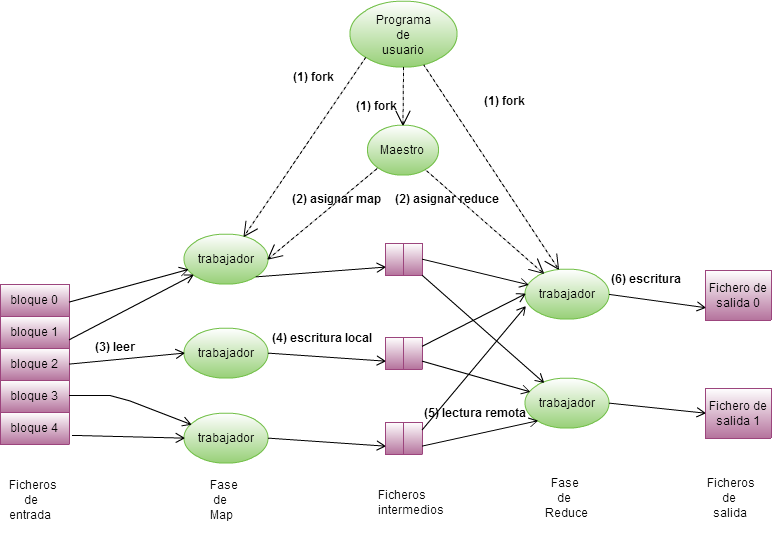 Programa
de
usuario
(1) fork
(1) fork
(1) fork
Maestro
(2) asignar map
(2) asignar reduce
trabajador
trabajador
(6) escritura
bloque 0
bloque 1
bloque 2
bloque 3
bloque 4
(3) leer
trabajador
(4) escritura local
Fichero de
salida 0
trabajador
(5) lectura remota
trabajador
Fichero de
salida 1
Ficheros
de
entrada
Fase
de
Map
Ficheros
intermedios
Fase
de
Reduce
Ficheros
de
salida